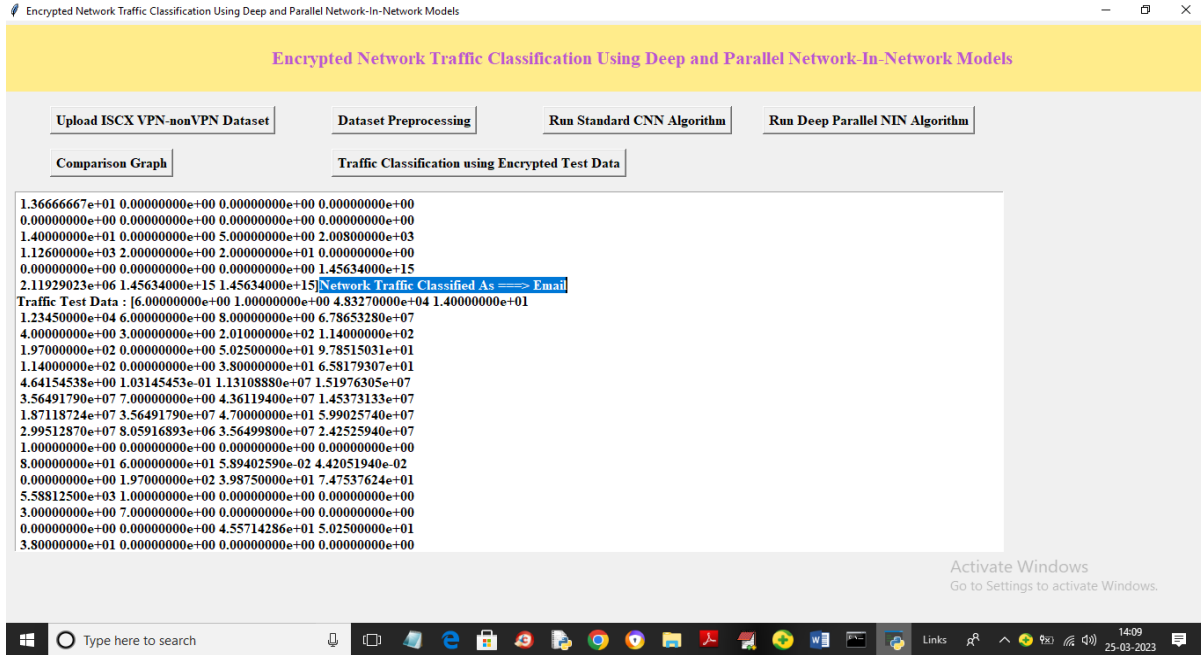 Encrypted Network Traffic Classification Using Deep and Parallel Network-In-Network Models
Encrypted Network Traffic Classification Using Deep and Parallel Network-In-Network Models
Upload ISCX VPN-nonVPN Dataset
Dataset Preprocessing
Run Standard CNN Algorithm
Run Deep Parallel NIN Algorithm
Comparison Graph
Traffic Classification using Encrypted Test Data
1.36666667e+01 0.00000000e+00 0.00000000e+00 0.00000000e+00
0.00000000e+00 0.00000000e+00 0.00000000e+00 0.00000000e+00
1.40000000e+01 0.00000000e+00 5.00000000e+00 2.00800000e+03
1.12600000e+03 2.00000000e+00 2.00000000e+01 0.00000000e+00
0.00000000e+00 0.00000000e+00 0.00000000e+00 1.45634000e+15
2.11929023e+06 1.45634000e+15 1.45634000e+15]Network Traffic Classified As ===> Email
Traffic Test Data : [6.00000000e+00 1.00000000e+00 4.83270000e+04 1.40000000e+01
1.23450000e+04 6.00000000e+00 8.00000000e+00 6.78653280e+07
4.00000000e+00 3.00000000e+00 2.01000000e+02 1.14000000e+02
1.97000000e+02 0.00000000e+00 5.02500000e+01 9.78515031e+01
1.14000000e+02 0.00000000e+00 3.80000000e+01 6.58179307e+01
4.64154538e+00 1.03145453e-01 1.13108880e+07 1.51976305e+07
3.56491790e+07 7.00000000e+00 4.36119400e+07 1.45373133e+07
1.87118724e+07 3.56491790e+07 4.70000000e+01 5.99025740e+07
2.99512870e+07 8.05916893e+06 3.56499800e+07 2.42525940e+07
1.00000000e+00 0.00000000e+00 0.00000000e+00 0.00000000e+00
8.00000000e+01 6.00000000e+01 5.89402590e-02 4.42051940e-02
0.00000000e+00 1.97000000e+02 3.98750000e+01 7.47537624e+01
5.58812500e+03 1.00000000e+00 0.00000000e+00 0.00000000e+00
3.00000000e+00 7.00000000e+00 0.00000000e+00 0.00000000e+00
0.00000000e+00 0.00000000e+00 4.55714286e+01 5.02500000e+01
3.80000000e+01 0.00000000e+00 0.00000000e+00 0.00000000e+00
Activate Windows
Go to Settings to activate Windows.
Type here to search
Links
14:09
25-03-2023